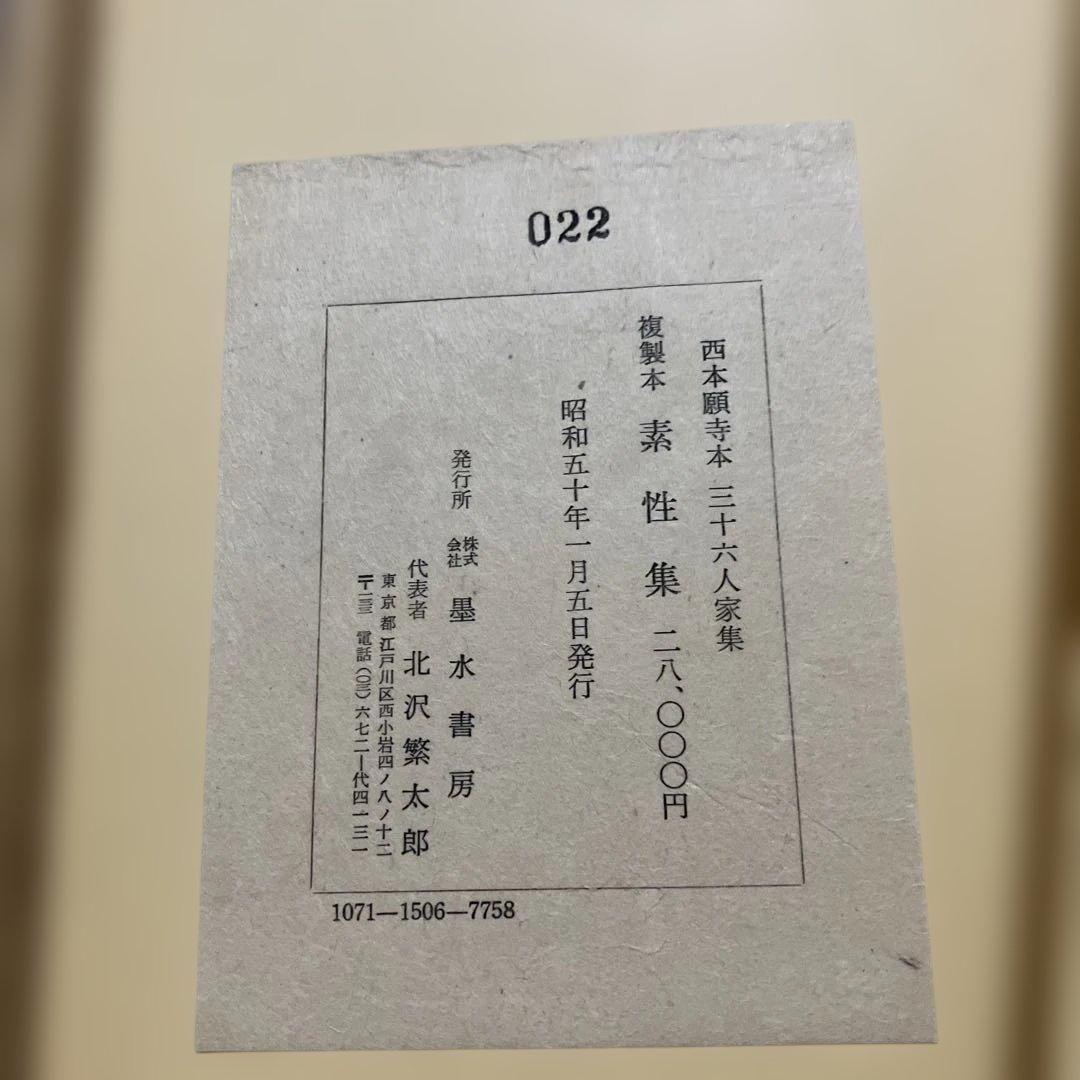 022
西本願寺本 三十六人家集
複製本 素性集 二八、〇〇〇円
昭和五十年一月五日発行
発行所 株式会社 墨水書房
代表者 北沢繁太郎
東京都江戸川区西小岩四ノ八ノ十二
〒一三三 電話(〇三)六七二―代四一三一
1071—1506—7758